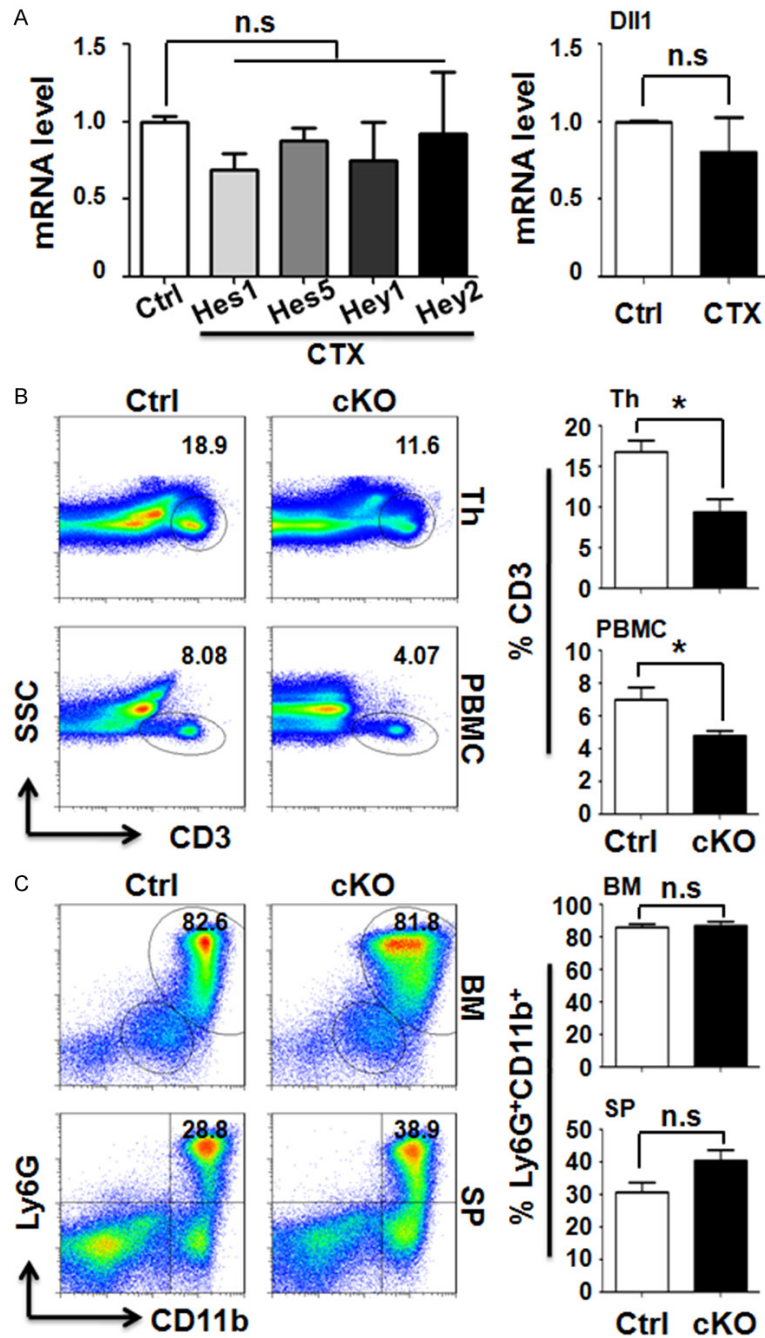 A
n.s
mRNA level
1.5
1.0
0.5
0
Ctrl
Hes1
Hes5
Hey1
Hey2
CTX
Dll1
n.s
mRNA level
1.5
1.0
0.5
0
Ctrl
CTX
B
Ctrl
cKO
18.9
11.6
Th
8.08
4.07
PBMC
SSC
CD3
% CD3
Th
*
20
15
10
5
0
PBMC
*
8
6
4
2
0
Ctrl
cKO
C
Ctrl
cKO
82.6
81.8
BM
28.8
38.9
SP
Ly6G
CD11b
% Ly6G+CD11b+
BM
n.s
100
80
60
40
20
0
SP
n.s
50
40
30
20
10
0
Ctrl
cKO